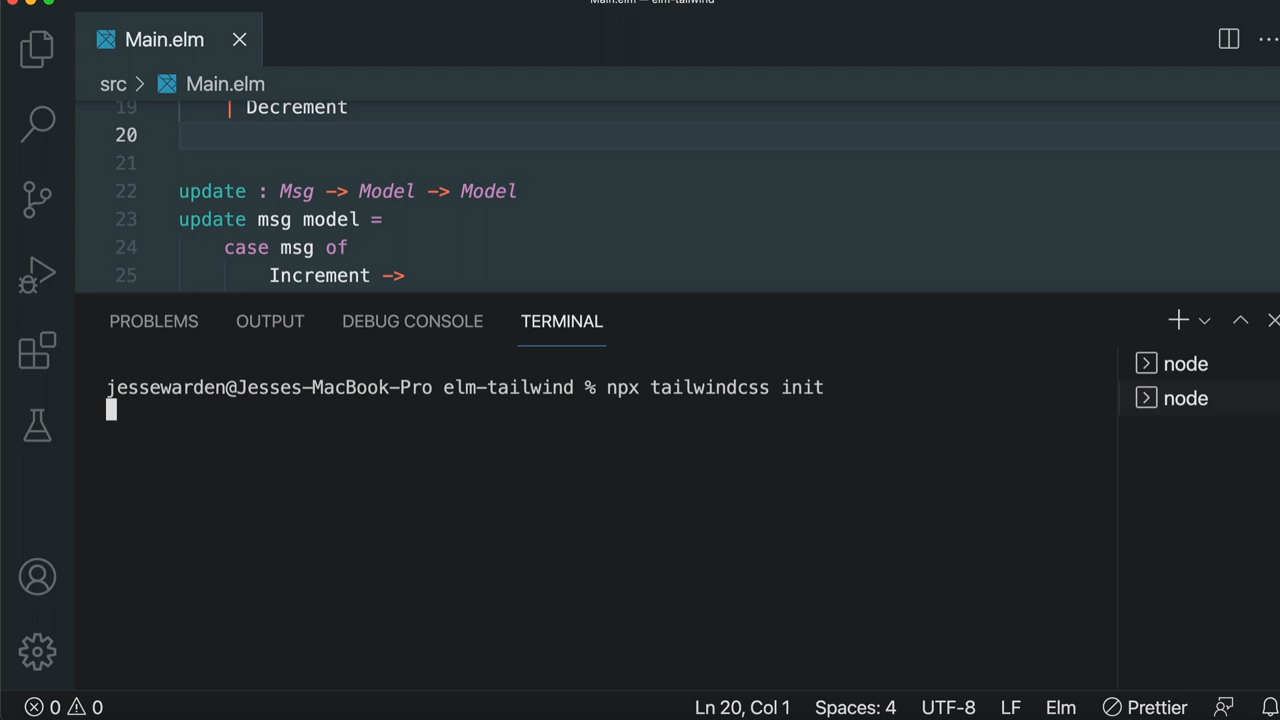 Main.elm — elm-tailwind
Main.elm
src > Main.elm
19 | Decrement
20
21
22 update : Msg -> Model -> Model
23 update msg model =
24 case msg of
25 Increment ->
PROBLEMS OUTPUT DEBUG CONSOLE TERMINAL
jessewarden@Jesses-MacBook-Pro elm-tailwind % npx tailwindcss init
node
node
0 0 Ln 20, Col 1 Spaces: 4 UTF-8 LF Elm Prettier